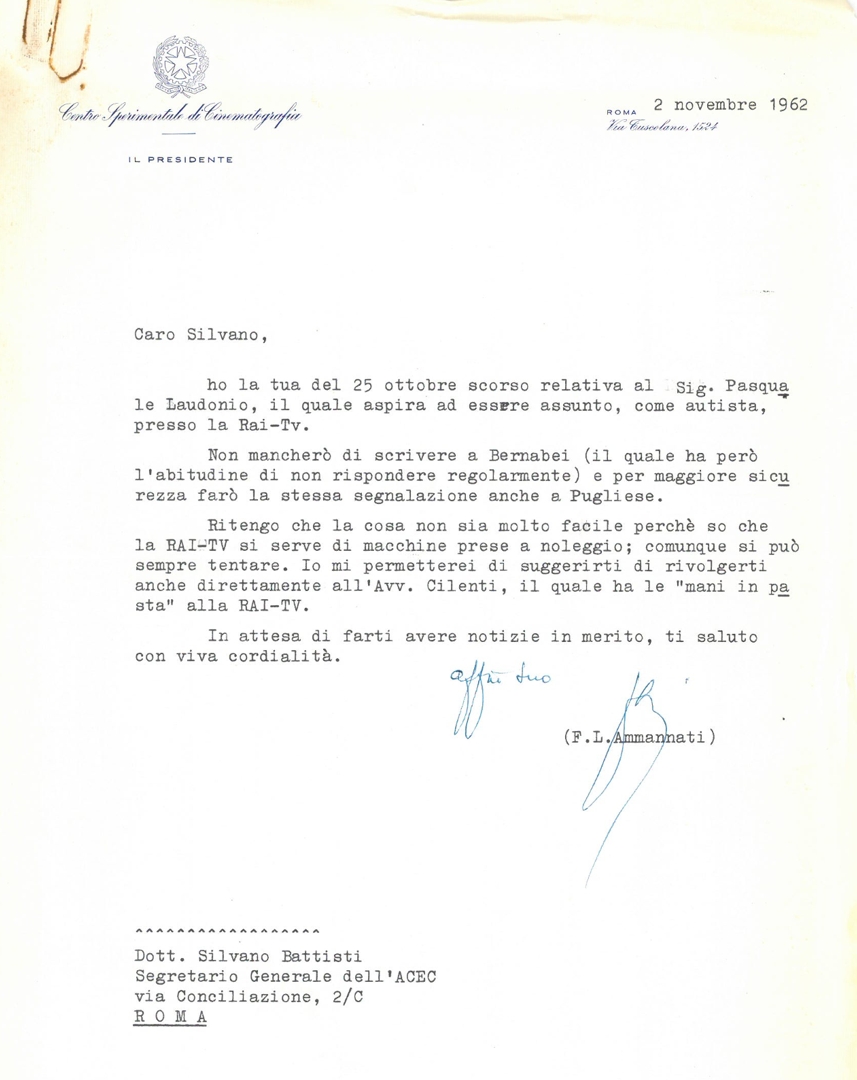 Centro Sperimentale di Cinematografia
IL PRESIDENTE
ROMA 2 novembre 1962
Via Tuscolana, 1524
Caro Silvano,
ho la tua del 25 ottobre scorso relativa al Sig. Pasqua
le Laudonio, il quale aspira ad essere assunto, come autista,
presso la Rai-Tv.
Non mancherò di scrivere a Bernabei (il quale ha però
l'abitudine di non rispondere regolarmente) e per maggiore sicu
rezza farò la stessa segnalazione anche a Pugliese.
Ritengo che la cosa non sia molto facile perchè so che
la RAI-TV si serve di macchine prese a noleggio; comunque si può
sempre tentare. Io mi permetterei di suggerirti di rivolgerti
anche direttamente all'Avv. Cilenti, il quale ha le "mani in pa
sta" alla RAI-TV.
In attesa di farti avere notizie in merito, ti saluto
con viva cordialità.
tuo
(F.L.Ammannati)
^^^^^^^^^^^^^^^^^^
Dott. Silvano Battisti
Segretario Generale dell'ACEC
via Conciliazione, 2/C
R O M A